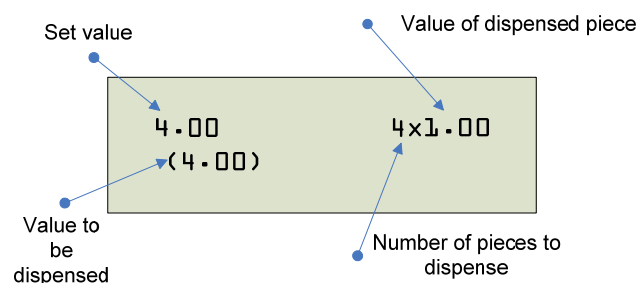 Set value
Value of dispensed piece
4.00
4x1.00
(4.00)
Value to
be
dispensed
Number of pieces to
dispense